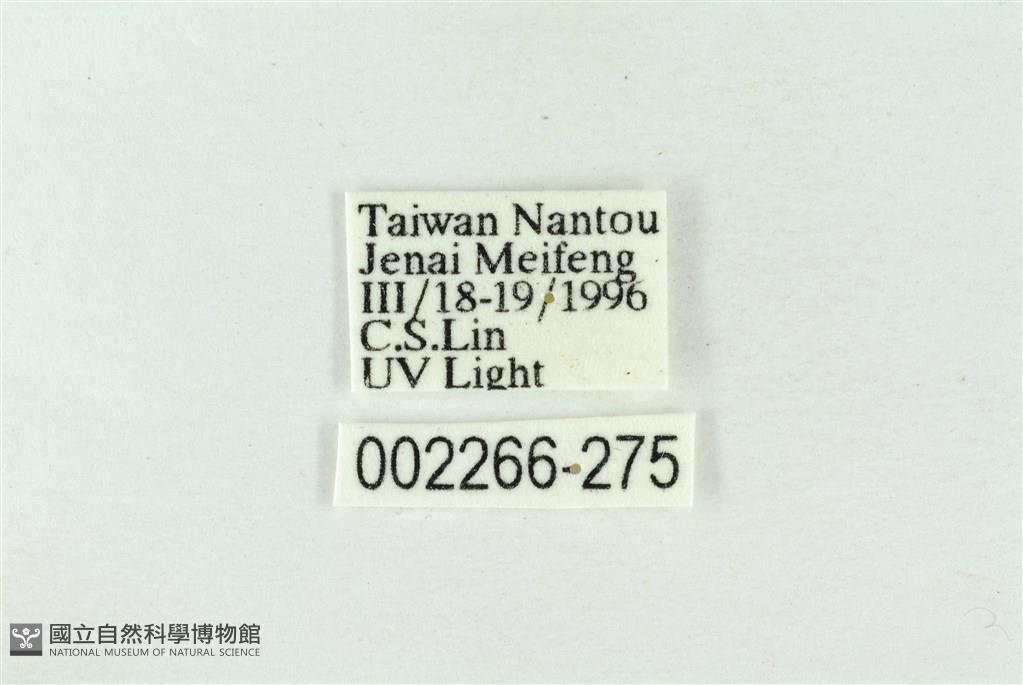 Taiwan Nantou
Jenai Meifeng
III/18-19/1996
C.S.Lin
UV Light
002266-275
國立自然科學博物館
NATIONAL MUSEUM OF NATURAL SCIENCE